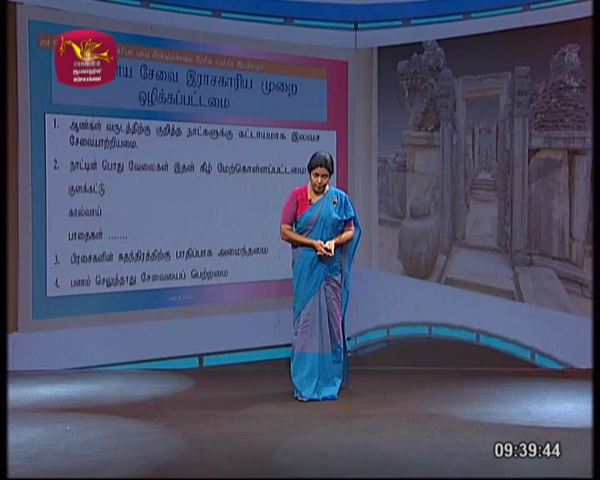 சேவை இராசகாரிய முறை
ஒழிக்கப்பட்டமை
1. ஆண்கள் வருடத்திற்கு குறித்த நாட்களுக்கு கட்டாயமாக இலவச
சேவையாற்றியமை.
2. நாட்டின் பொது வேலைகள் இதன் கீழ் மேற்கொள்ளப்பட்டமை
குளக்கட்டு
கால்வாய்
பாதைகள் .......
3. பிரசைகளின் சுதந்திரத்திற்கு பாதிப்பாக அமைந்தமை
4. பணம் செலுத்தாது சேவையைப் பெற்றமை
09:39:44